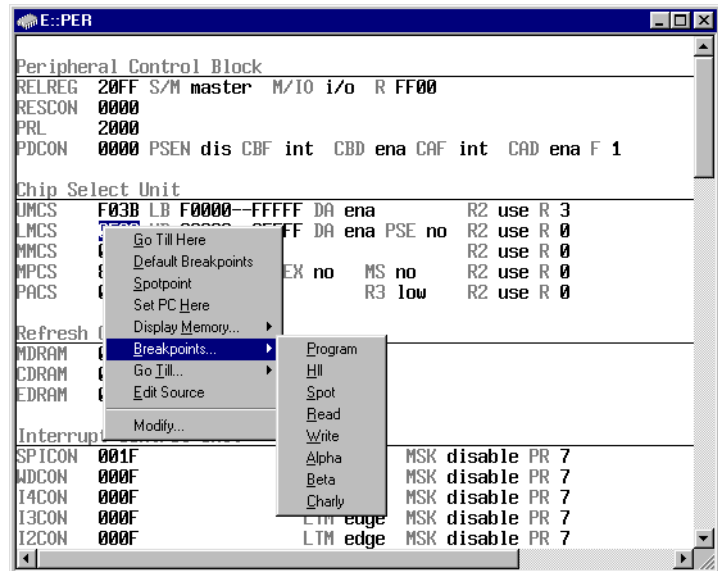 E::PER
Peripheral Control Block
RELREG 20FF S/M master M/IO i/o R FF00
RESCON 0000
PRL 2000
PDCON 0000 PSEN dis CBF int CBD ena CAF int CAD ena F 1
Chip Select Unit
UMCS F03B LB F0000--FFFFF DA ena R2 use R 3
LMCS FF DA ena PSE no R2 use R 0
MMCS R2 use R 0
MPCS EX no MS no R2 use R 0
PACS R3 low R2 use R 0
Refresh
MDRAM
CDRAM
EDRAM
Interrupt
SPICON 001F MSK disable PR 7
WDCON 000F MSK disable PR 7
I4CON 000F MSK disable PR 7
I3CON 000F LTM edge MSK disable PR 7
I2CON 000F LTM edge MSK disable PR 7
Go Till Here
Default Breakpoints
Spotpoint
Set PC Here
Display Memory...
Breakpoints...
Go Till...
Edit Source
Modify...
Program
Hll
Spot
Read
Write
Alpha
Beta
Charly